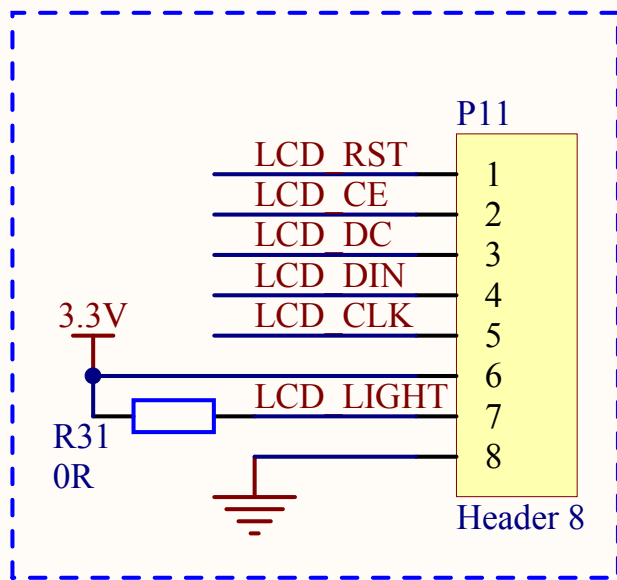 P11
LCD_RST 1
LCD_CE 2
LCD_DC 3
LCD_DIN 4
LCD_CLK 5
3.3V
6
LCD_LIGHT 7
R31
0R
8
Header 8